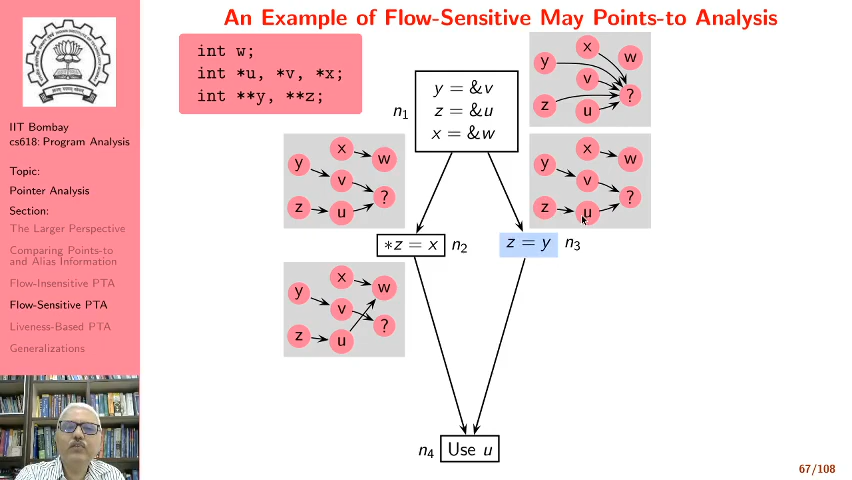 An Example of Flow-Sensitive May Points-to Analysis
int w;
int *u, *v, *x;
int **y, **z;
IIT Bombay
cs618: Program Analysis
Topic:
Pointer Analysis
Section:
The Larger Perspective
Comparing Points-to
and Alias Information
Flow-Insensitive PTA
Flow-Sensitive PTA
Liveness-Based PTA
Generalizations
n1
y = &v
z = &u
x = &w
x
w
y
v
?
z
u
x
w
y
v
?
z
u
x
w
y
v
?
z
u
*z = x
n2
z = y
n3
x
w
y
v
?
z
u
n4
Use u
67/108